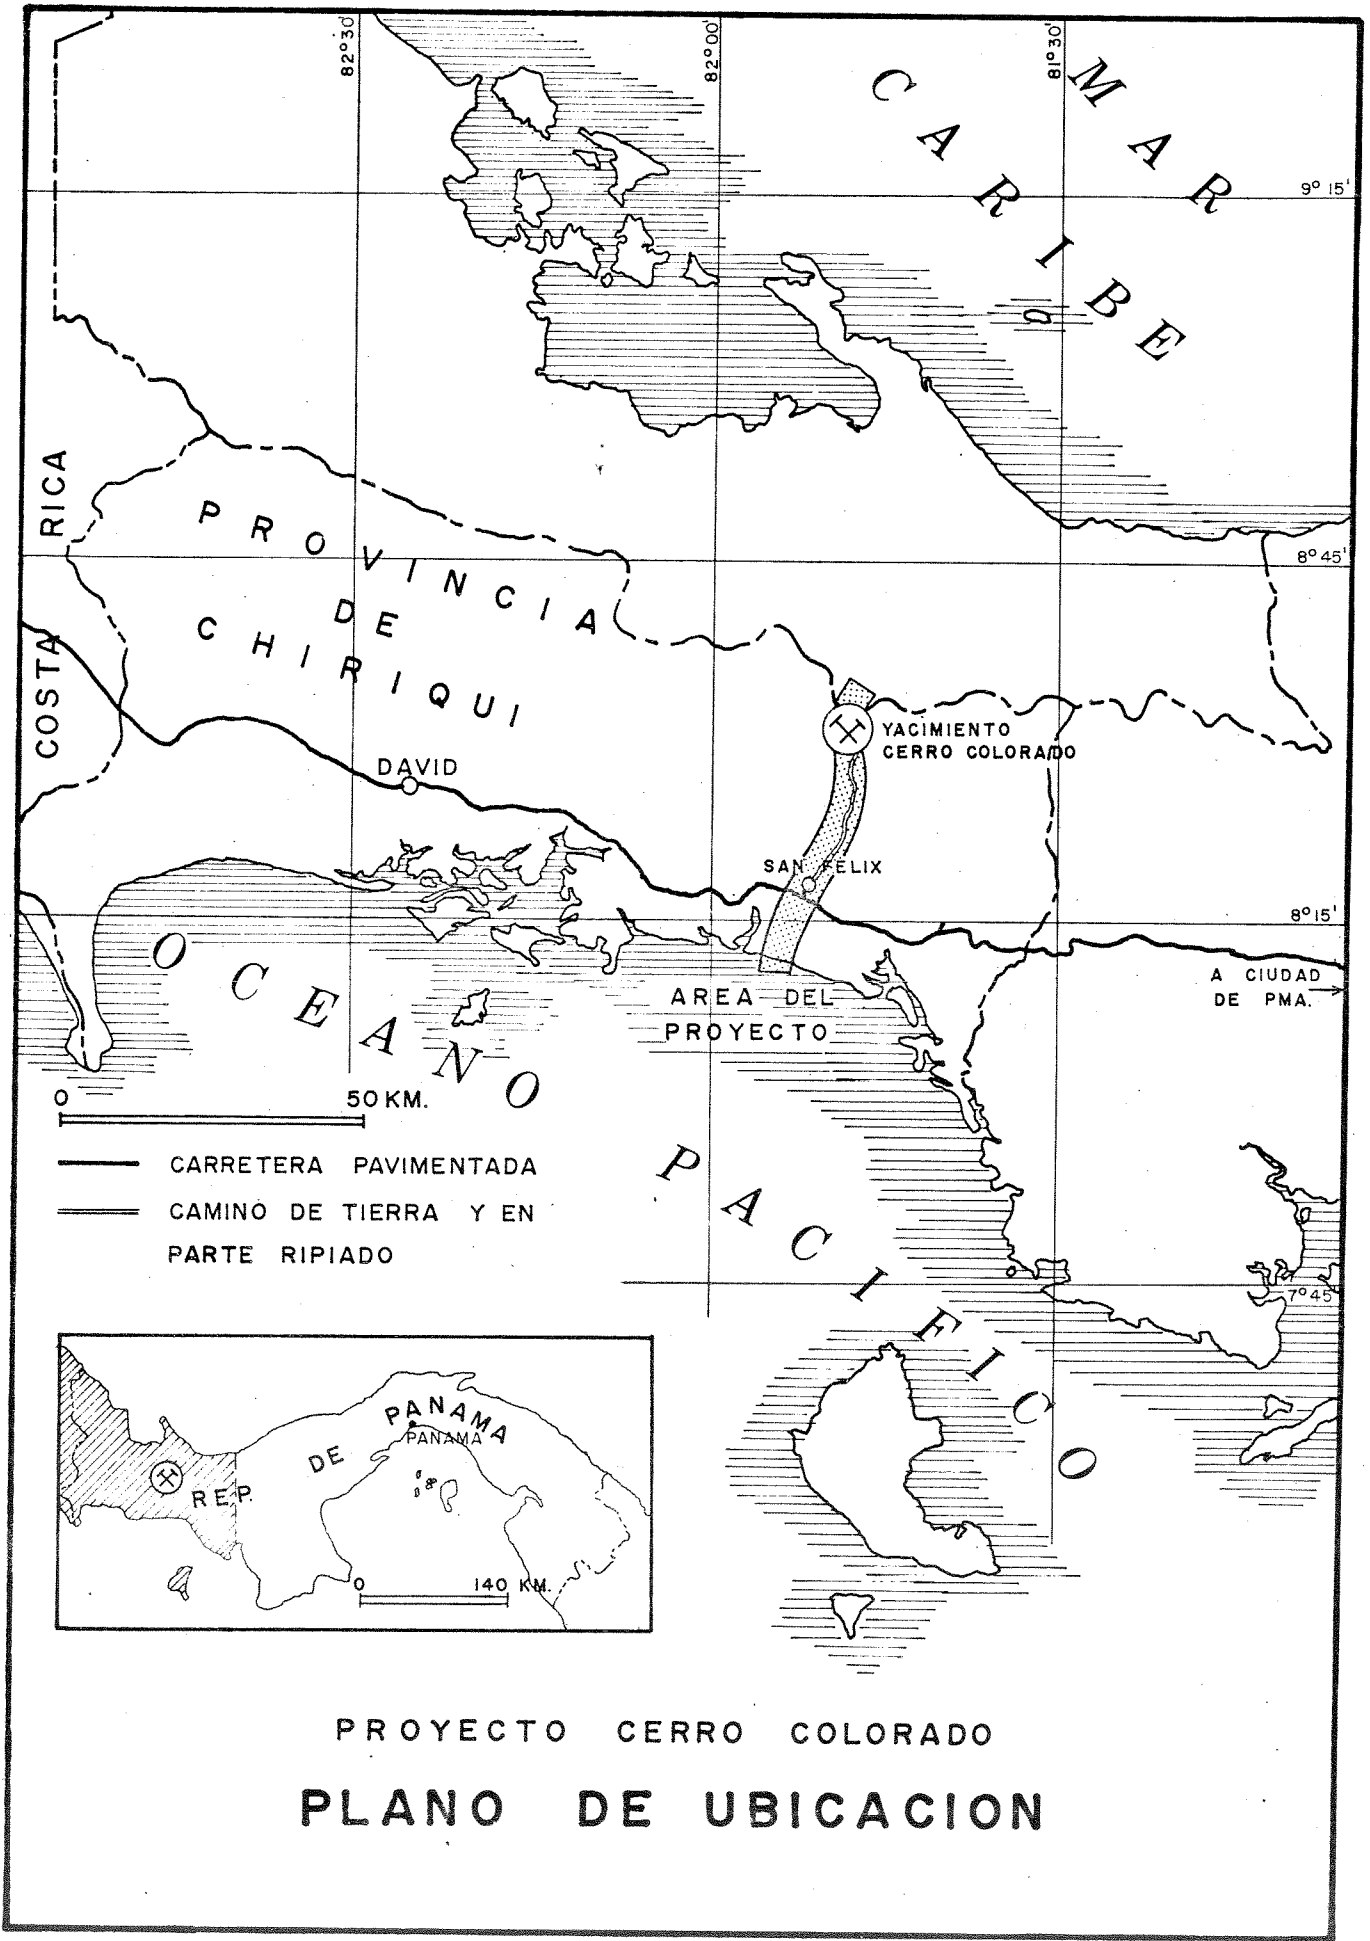 82°30'
82°00'
81°30'
MAR
CARIBE
9° 15'
COSTA RICA
PROVINCIA
DE
CHIRIQUI
8° 45'
YACIMIENTO
CERRO COLORADO
DAVID
SAN FELIX
8° 15'
A CIUDAD
DE PMA.
AREA DEL
PROYECTO
OCEANO
PACIFICO
0 50 KM.
CARRETERA PAVIMENTADA
CAMINO DE TIERRA Y EN
PARTE RIPIADO
7° 45'
REP. DE PANAMA
PANAMA
0 140 KM.
PROYECTO CERRO COLORADO
PLANO DE UBICACION